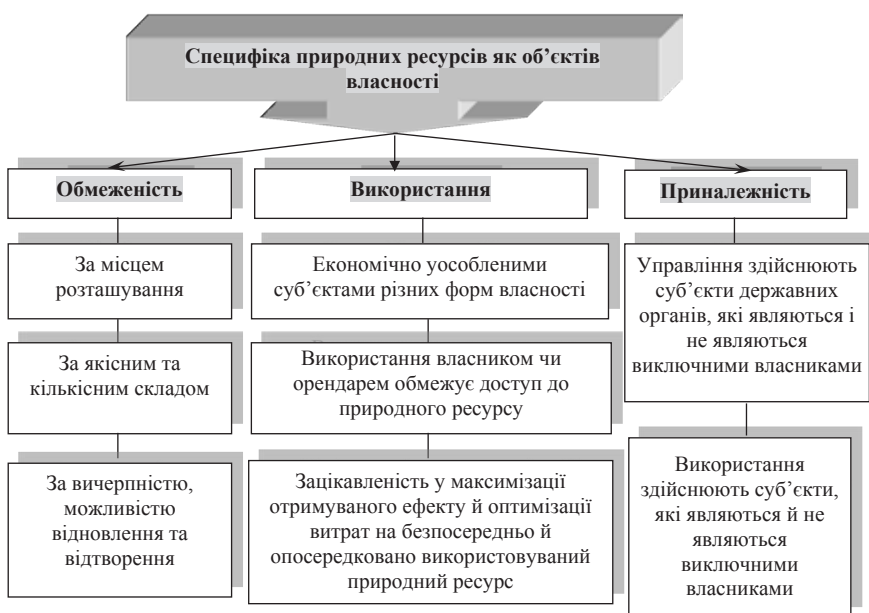 Специфіка природних ресурсів як об’єктів
власності
Обмеженість
За місцем
розташування
За якісним та
кількісним складом
За вичерпністю,
можливістю
відновлення та
відтворення
Використання
Економічно уособленими
суб’єктами різних форм власності
Використання власником чи
орендарем обмежує доступ до
природного ресурсу
Зацікавленість у максимізації
отримуваного ефекту й оптимізації
витрат на безпосередньо й
опосередковано використовуваний
природний ресурс
Приналежність
Управління здійснюють
суб’єкти державних
органів, які являються і
не являються
виключними власниками
Використання
здійснюють суб’єкти,
які являються й не
являються
виключними
власниками